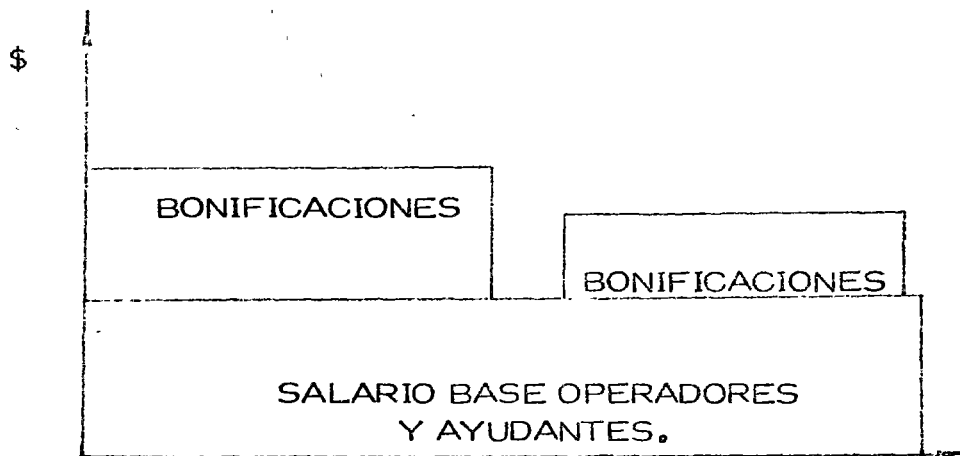 $
BONIFICACIONES
BONIFICACIONES
SALARIO BASE OPERADORES
Y AYUDANTES.